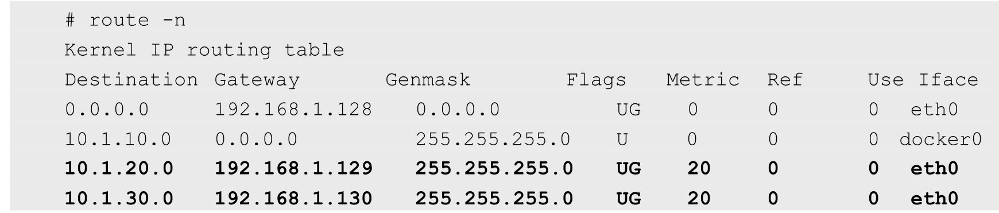 # route -n
Kernel IP routing table
Destination Gateway Genmask Flags Metric Ref Use Iface
0.0.0.0 192.168.1.128 0.0.0.0 UG 0 0 0 eth0
10.1.10.0 0.0.0.0 255.255.255.0 U 0 0 0 docker0
10.1.20.0 192.168.1.129 255.255.255.0 UG 20 0 0 eth0
10.1.30.0 192.168.1.130 255.255.255.0 UG 20 0 0 eth0